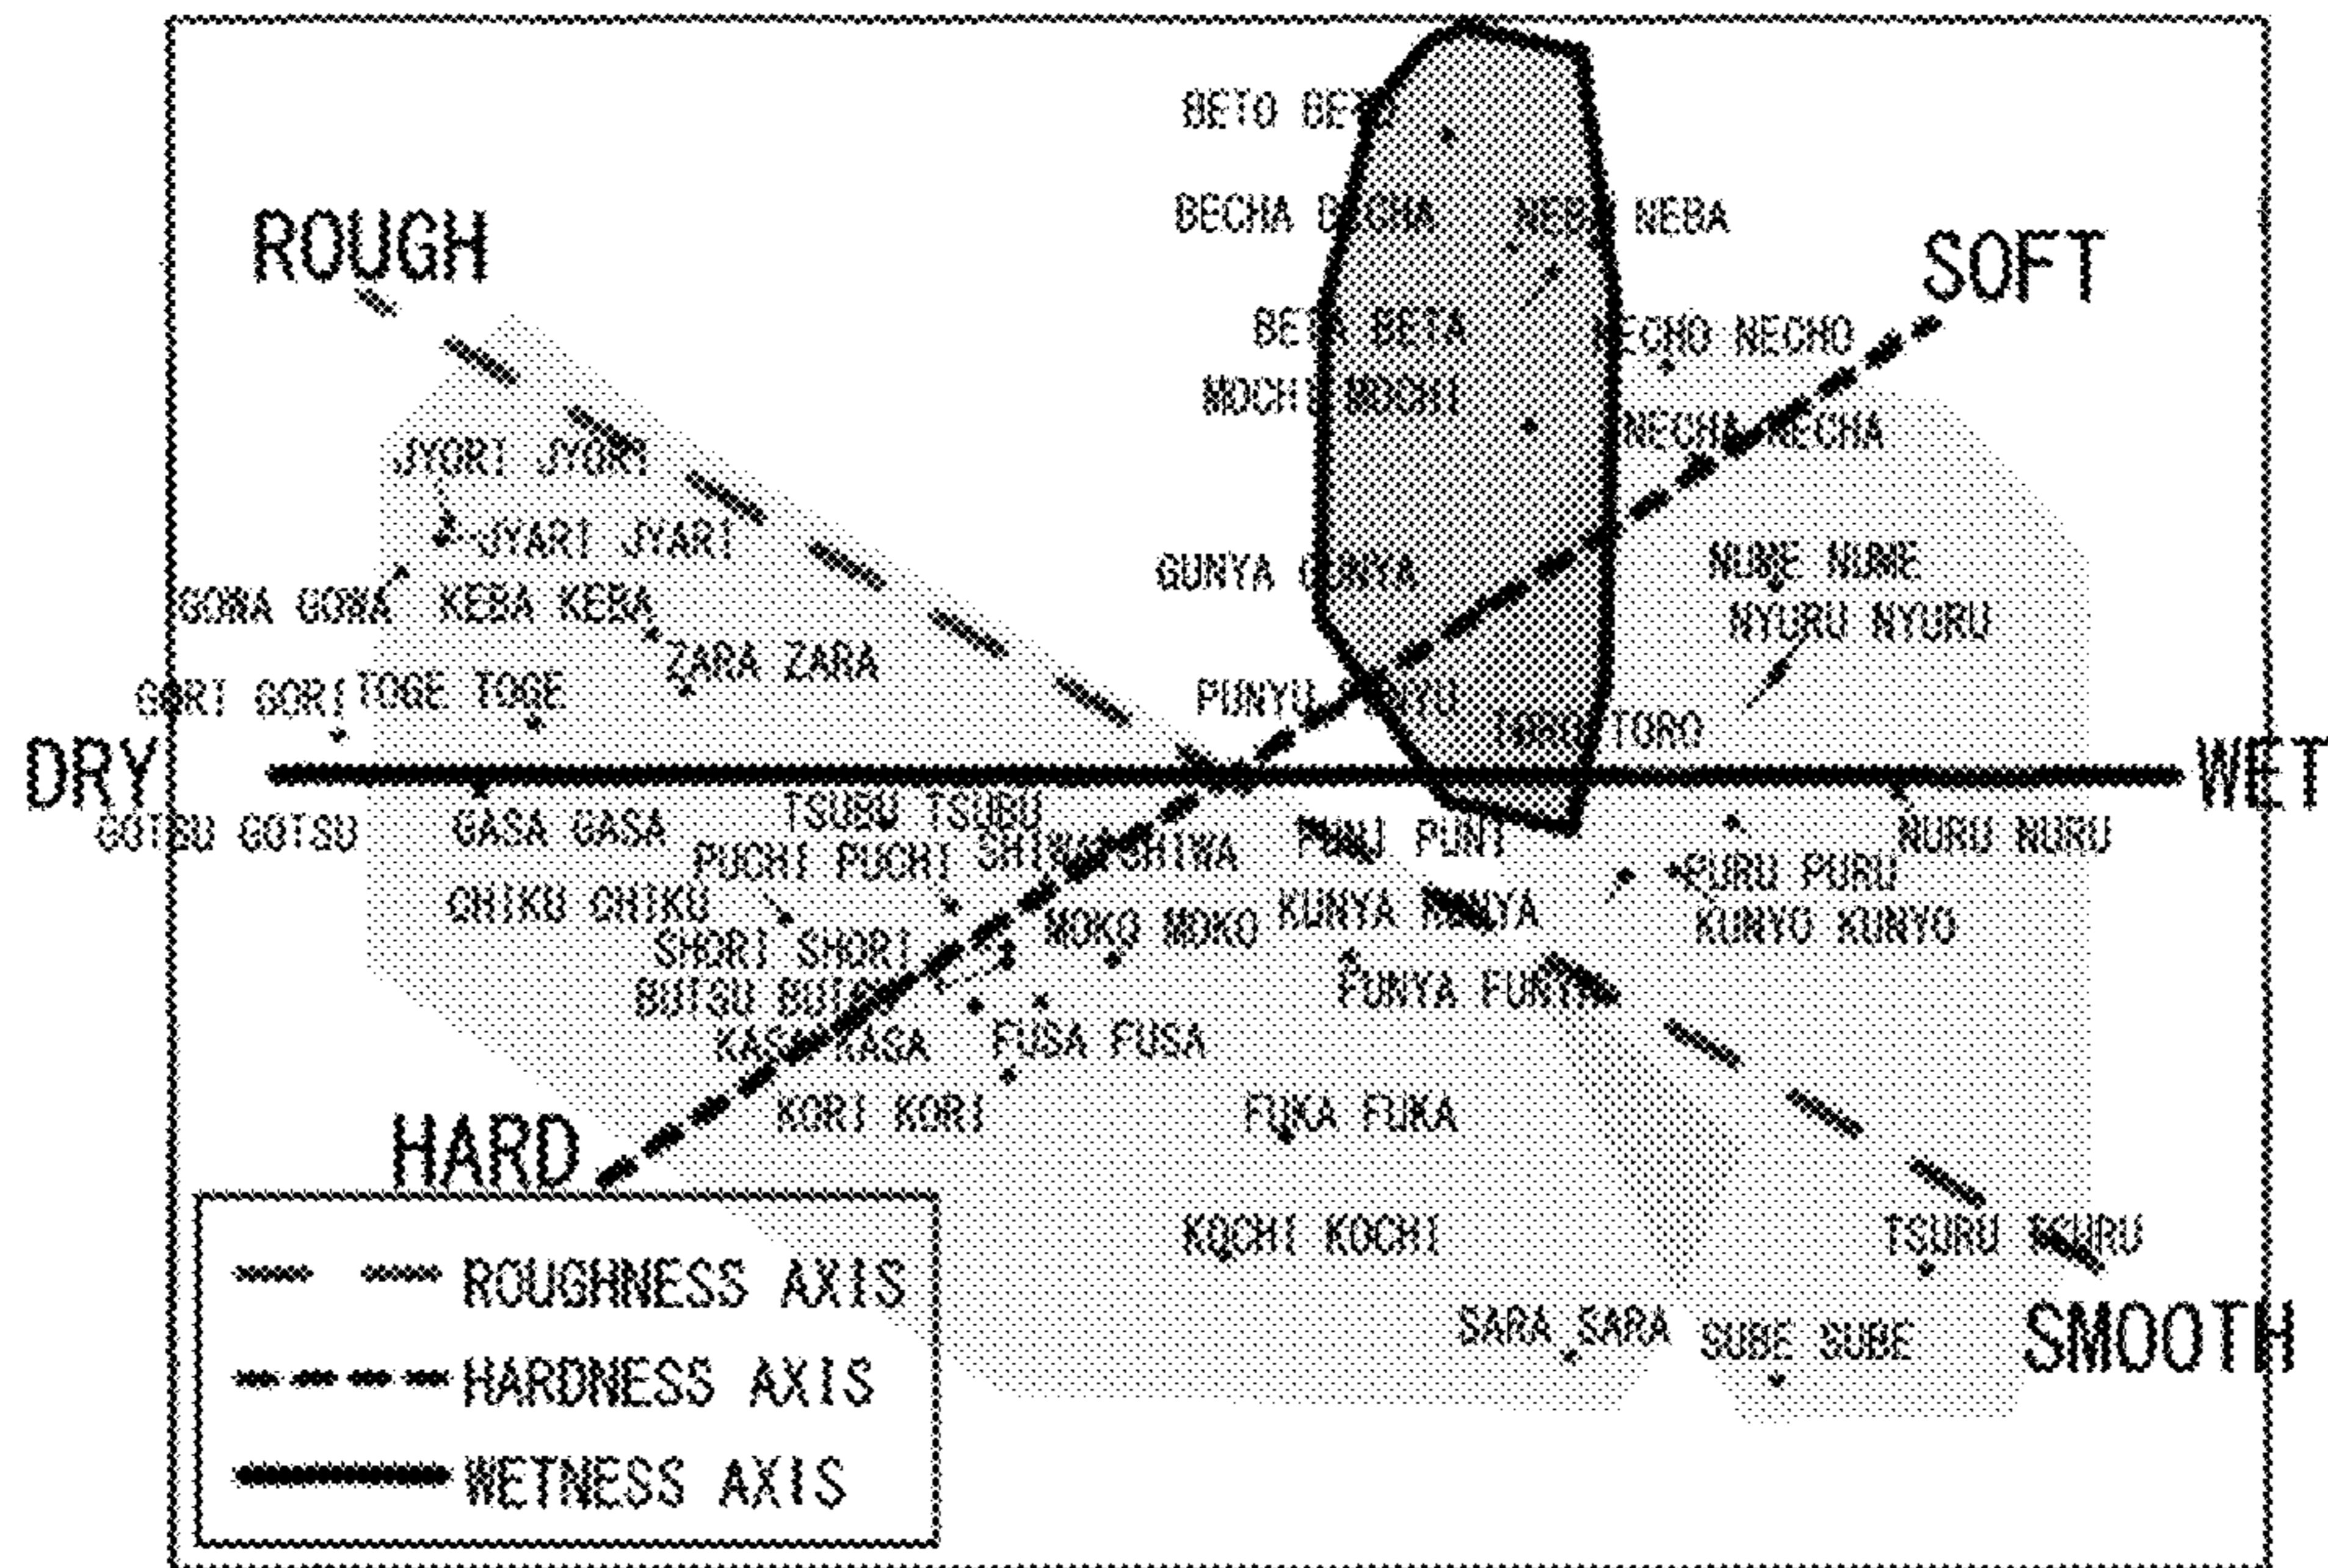 BETO BETO
BECHA BECHA
NEBA NEBA
ROUGH
SOFT
BETA BETA
NECHO NECHO
MOCHI MOCHI
NECHA NECHA
JYORI JYORI
JYARI JYARI
GUNYA GUNYA
NUME NUME
GOWA GOWA
KEBA KEBA
NYURU NYURU
ZARA ZARA
GORI GORI
TOGE TOGE
PUNYU PUNYU
TORO TORO
DRY
WET
GOTSU GOTSU
GASA GASA
TSUBU TSUBU
PUNI PUNI
NURU NURU
PUCHI PUCHI
SHIWA SHIWA
PURU PURU
CHIKU CHIKU
KUNYA KUNYA
MOKO MOKO
KUNYO KUNYO
SHORI SHORI
BUTSU BUTSU
FUNYA FUNYA
KASA KASA
FUSA FUSA
KORI KORI
FUKA FUKA
HARD
KOCHI KOCHI
TSURU TSURU
SARA SARA
SUBE SUBE
SMOOTH
ROUGHNESS AXIS
HARDNESS AXIS
WETNESS AXIS